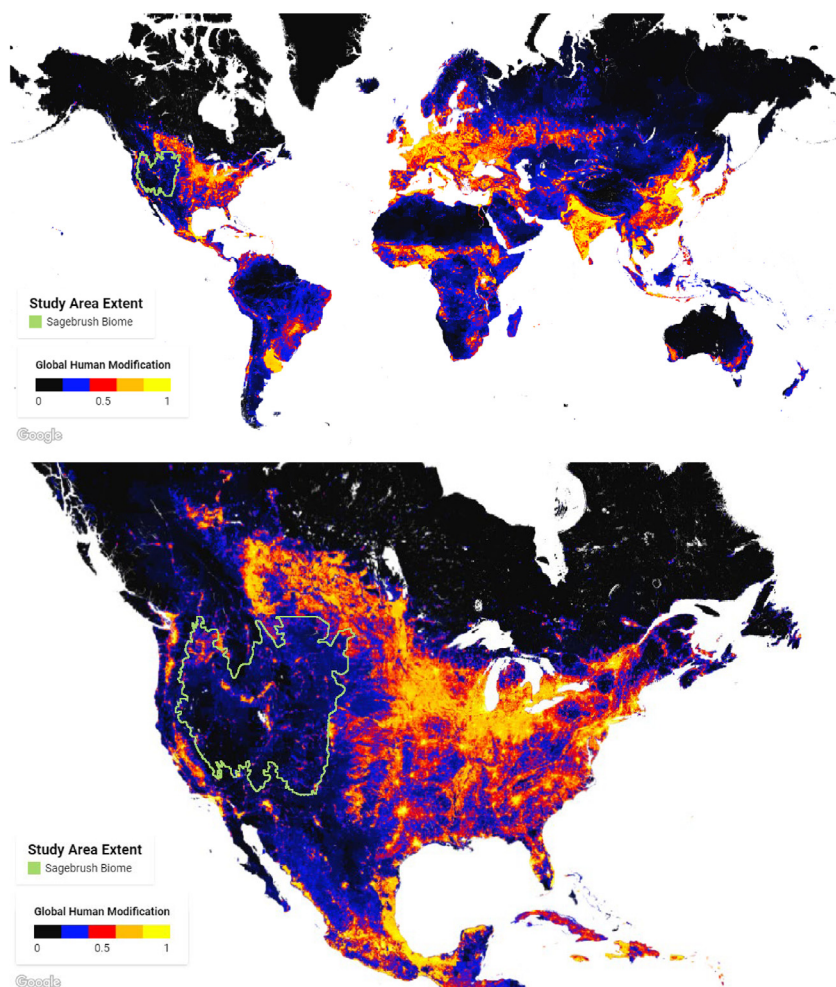 Study Area Extent
Sagebrush Biome
Global Human Modification
0 0.5 1
Google
Study Area Extent
Sagebrush Biome
Global Human Modification
0 0.5 1
Google